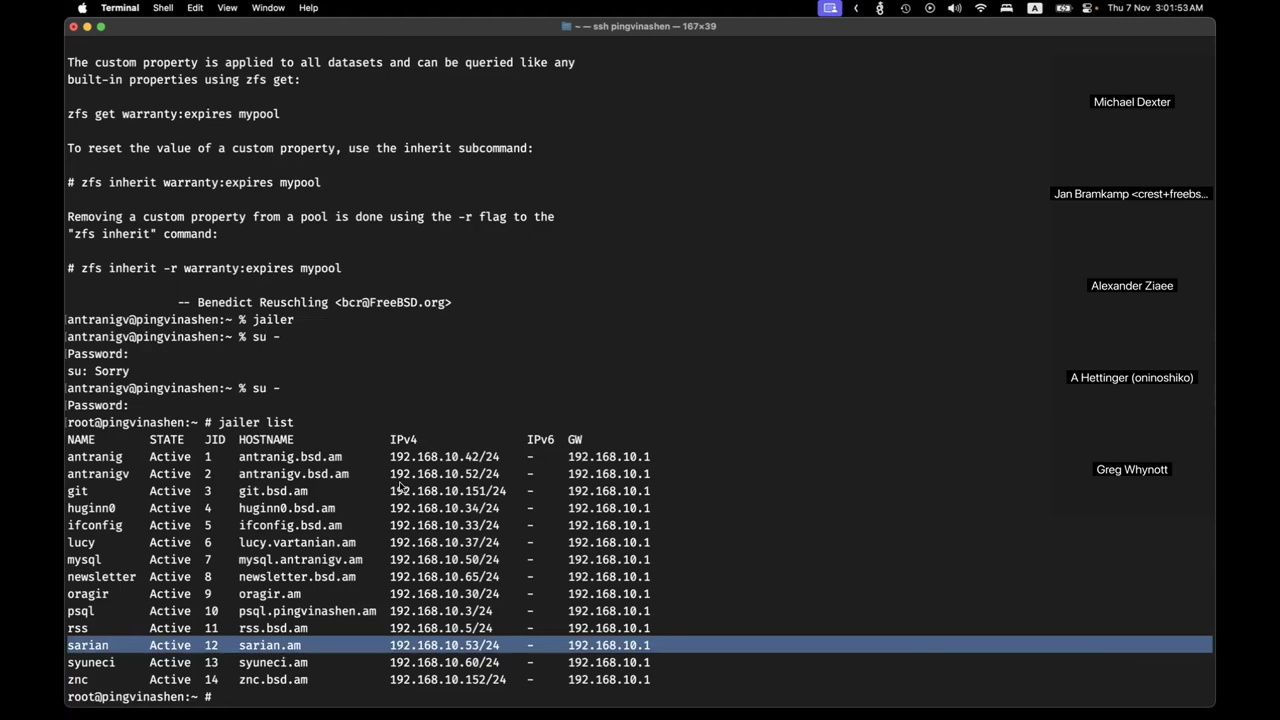 Terminal Shell Edit View Window Help
A Thu 7 Nov 3:01:53 AM
~ — ssh pingvinashen — 167×39
The custom property is applied to all datasets and can be queried like any
built-in properties using zfs get:
zfs get warranty:expires mypool
To reset the value of a custom property, use the inherit subcommand:
# zfs inherit warranty:expires mypool
Removing a custom property from a pool is done using the -r flag to the
"zfs inherit" command:
# zfs inherit -r warranty:expires mypool
-- Benedict Reuschling <bcr@FreeBSD.org>
antranigv@pingvinashen:~ % jailer
antranigv@pingvinashen:~ % su -
Password:
su: Sorry
antranigv@pingvinashen:~ % su -
Password:
root@pingvinashen:~ # jailer list
NAME STATE JID HOSTNAME IPv4 IPv6 GW
antranig Active 1 antranig.bsd.am 192.168.10.42/24 - 192.168.10.1
antranigv Active 2 antranigv.bsd.am 192.168.10.52/24 - 192.168.10.1
git Active 3 git.bsd.am 192.168.10.151/24 - 192.168.10.1
huginn0 Active 4 huginn0.bsd.am 192.168.10.34/24 - 192.168.10.1
ifconfig Active 5 ifconfig.bsd.am 192.168.10.33/24 - 192.168.10.1
lucy Active 6 lucy.vartanian.am 192.168.10.37/24 - 192.168.10.1
mysql Active 7 mysql.antranigv.am 192.168.10.50/24 - 192.168.10.1
newsletter Active 8 newsletter.bsd.am 192.168.10.65/24 - 192.168.10.1
oragir Active 9 oragir.am 192.168.10.30/24 - 192.168.10.1
psql Active 10 psql.pingvinashen.am 192.168.10.3/24 - 192.168.10.1
rss Active 11 rss.bsd.am 192.168.10.5/24 - 192.168.10.1
sarian Active 12 sarian.am 192.168.10.53/24 - 192.168.10.1
syuneci Active 13 syuneci.am 192.168.10.60/24 - 192.168.10.1
znc Active 14 znc.bsd.am 192.168.10.152/24 - 192.168.10.1
root@pingvinashen:~ #
Michael Dexter
Jan Bramkamp <crest+freebs...
Alexander Ziaee
A Hettinger (oninoshiko)
Greg Whynott